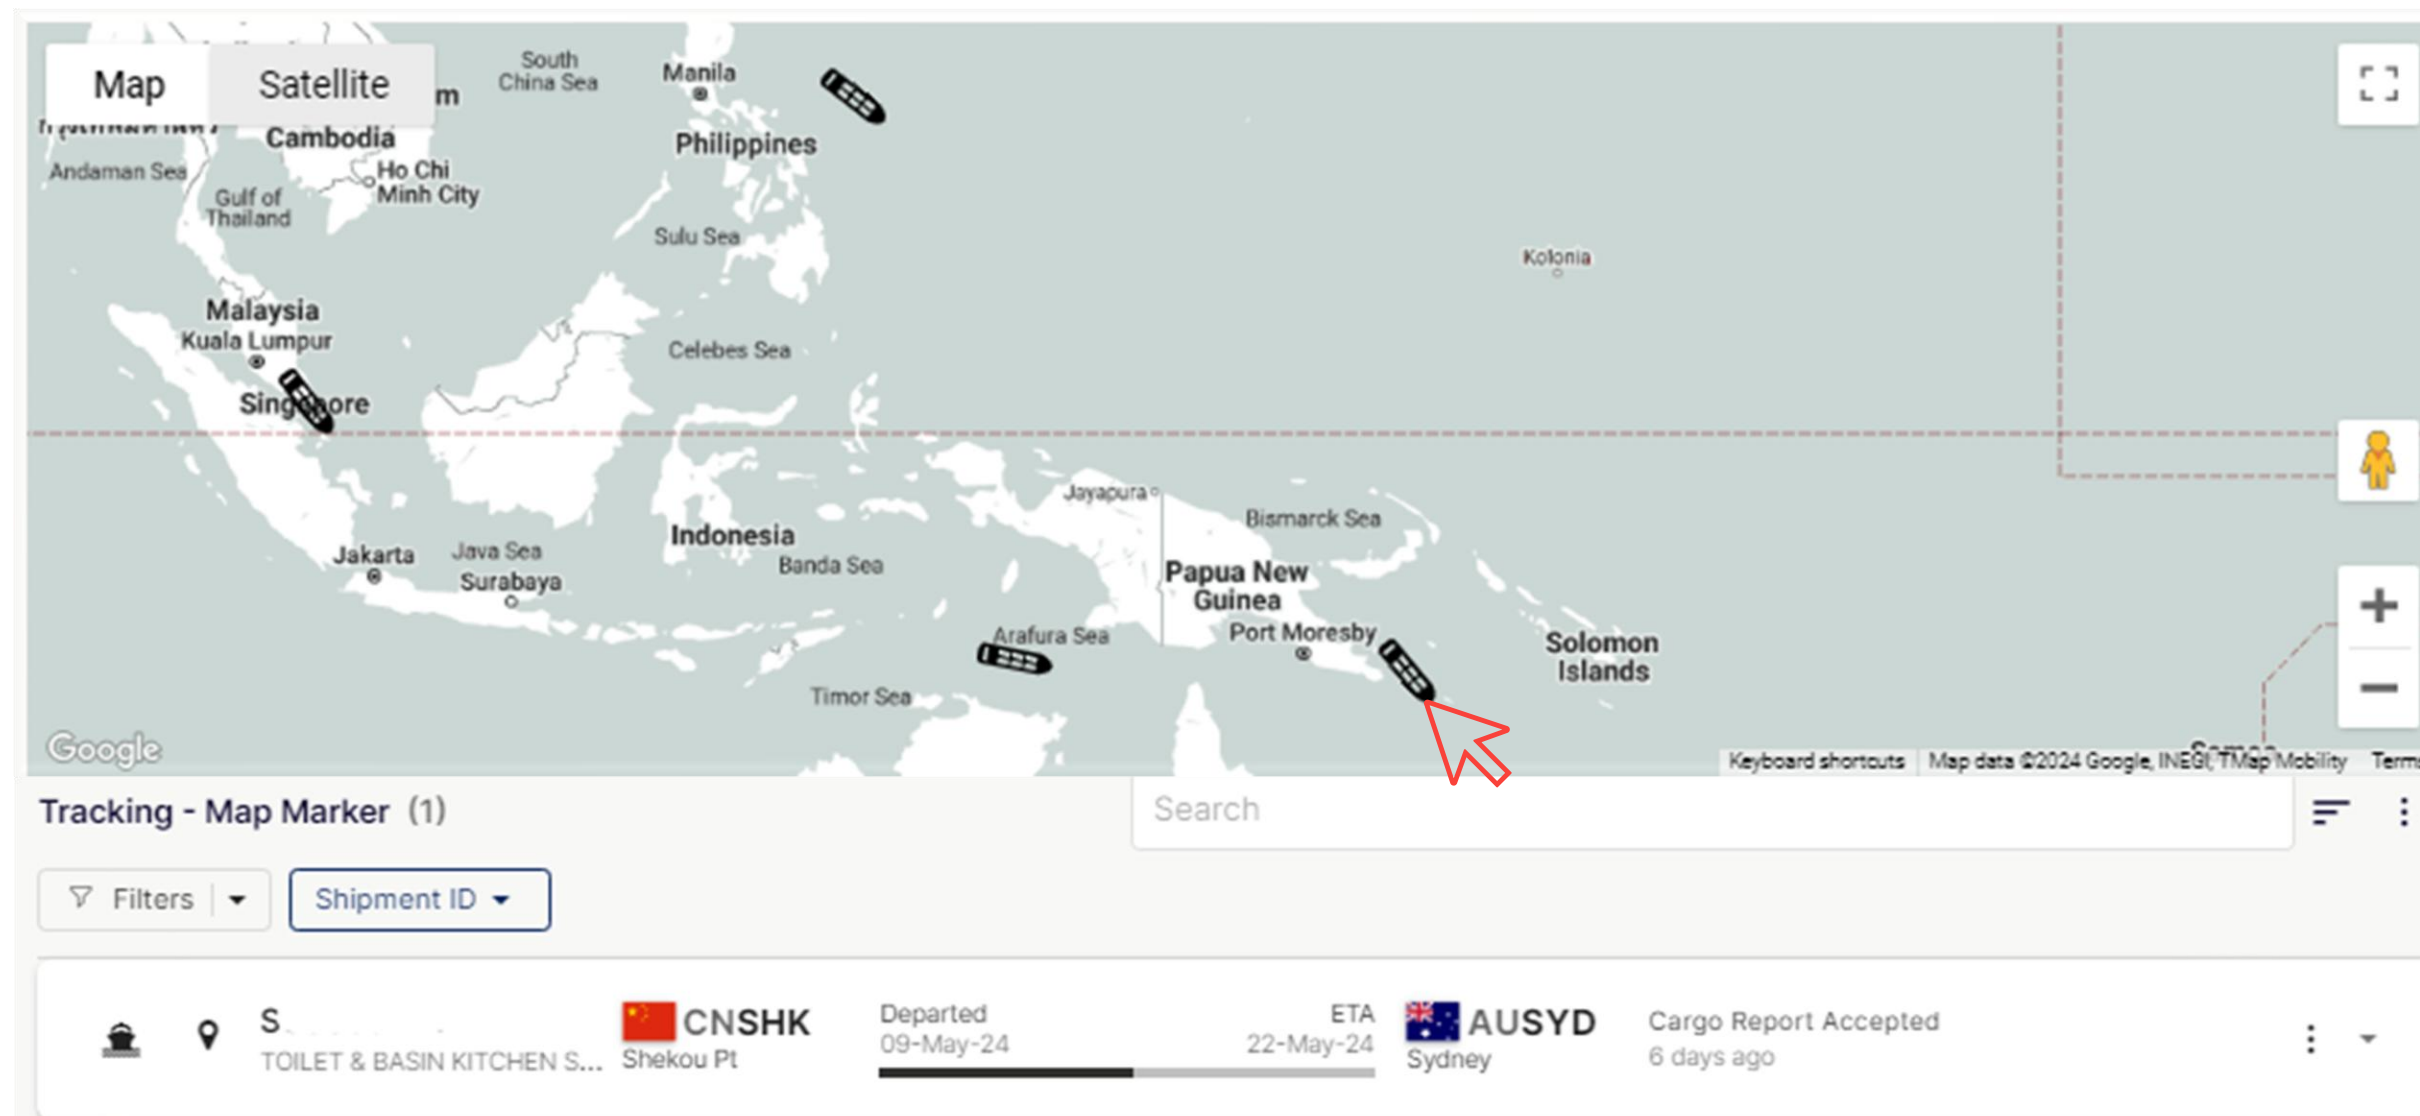 Map
Satellite
South
China Sea
Manila
Philippines
Cambodia
Andaman Sea
Ho Chi
Minh City
Gulf of
Thailand
Sulu Sea
Kolonia
Malaysia
Kuala Lumpur
Celebes Sea
Singapore
Jayapura
Bismarck Sea
Indonesia
Jakarta
Java Sea
Surabaya
Banda Sea
Papua New
Guinea
Port Moresby
Arafura Sea
Solomon
Islands
Timor Sea
Google
Keyboard shortcuts
Map data ©2024 Google, INEGI, TMap Mobility
Terms
Tracking - Map Marker (1)
Search
Filters
Shipment ID
S
TOILET & BASIN KITCHEN S...
CNSHK
Shekou Pt
Departed
09-May-24
ETA
22-May-24
AUSYD
Sydney
Cargo Report Accepted
6 days ago